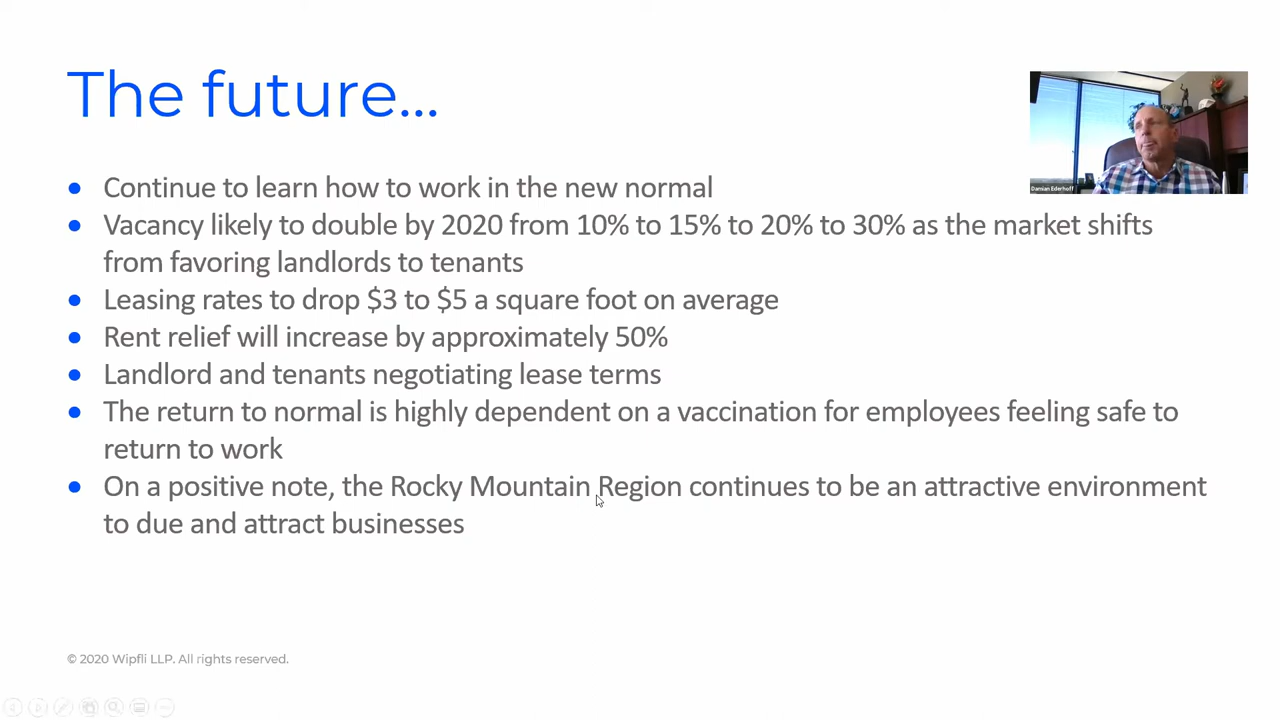 The future...
Damian Ederhoff
● Continue to learn how to work in the new normal
● Vacancy likely to double by 2020 from 10% to 15% to 20% to 30% as the market shifts
from favoring landlords to tenants
● Leasing rates to drop $3 to $5 a square foot on average
● Rent relief will increase by approximately 50%
● Landlord and tenants negotiating lease terms
● The return to normal is highly dependent on a vaccination for employees feeling safe to
return to work
● On a positive note, the Rocky Mountain Region continues to be an attractive environment
to due and attract businesses
© 2020 Wipfli LLP. All rights reserved.